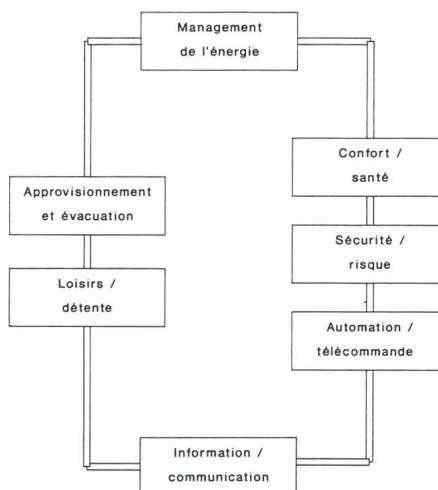 Management
de l'énergie
Confort /
santé
Approvisionnement
et évacuation
Sécurité /
risque
Loisirs /
détente
Automation /
télécommande
Information /
communication